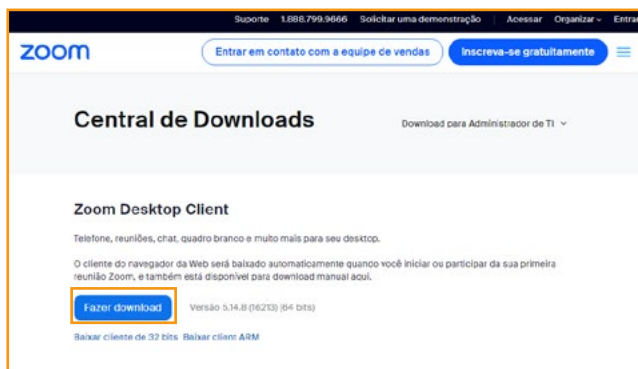 Suporte 1.888.799.9666 Solicitar uma demonstração Acessar Organizar Entrar
zoom Entrar em contato com a equipe de vendas Inscreva-se gratuitamente
Central de Downloads Download para Administrador de TI
Zoom Desktop Client
Telefone, reuniões, chat, quadro branco e muito mais para seu desktop.
O cliente do navegador da Web será baixado automaticamente quando você iniciar ou participar da sua primeira
reunião Zoom, e também está disponível para download manual aqui.
Fazer download Versão 5.14.8 (16213) (64 bits)
Baixar cliente de 32 bits Baixar client ARM